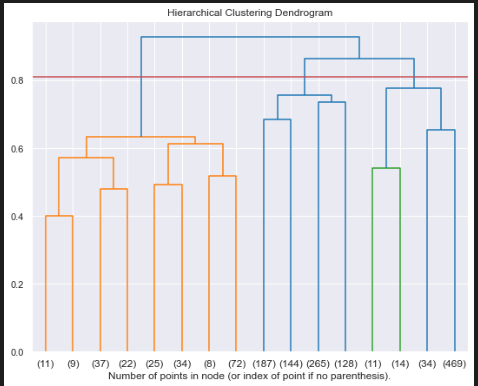 Hierarchical Clustering Dendrogram
0.8
0.6
0.4
0.2
0.0
(11) (9) (37) (22) (25) (34) (8) (72) (187) (144) (265) (128) (11) (14) (34) (469)
Number of points in node (or index of point if no parenthesis).